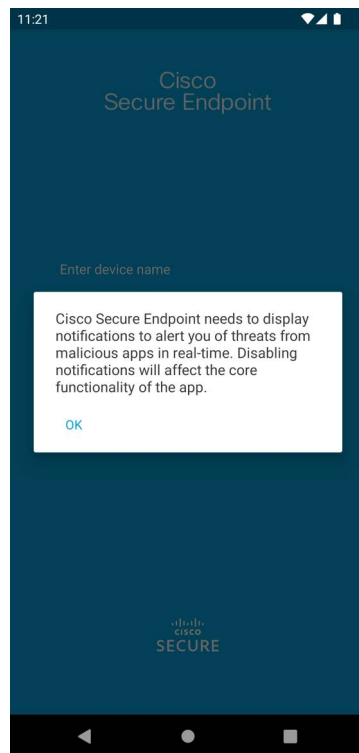 11:21
Cisco
Secure Endpoint
Enter device name
Cisco Secure Endpoint needs to display
notifications to alert you of threats from
malicious apps in real-time. Disabling
notifications will affect the core
functionality of the app.
OK
CISCO
SECURE